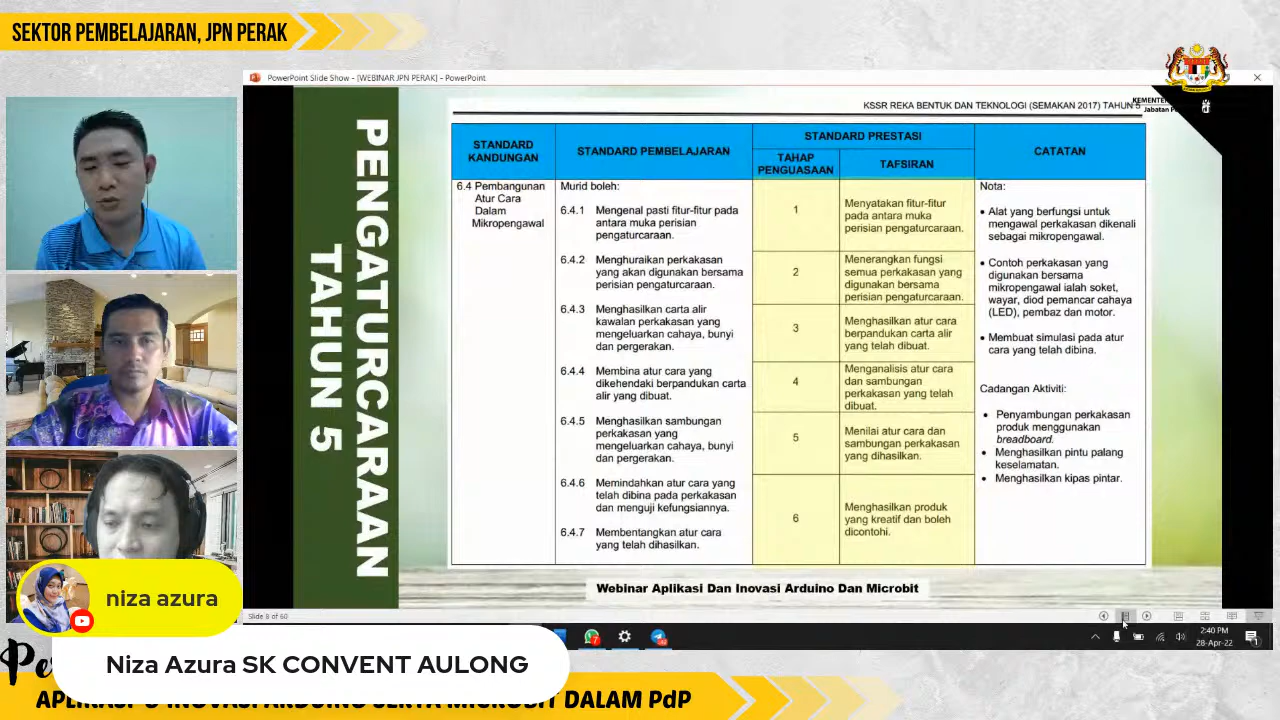 SEKTOR PEMBELAJARAN, JPN PERAK
PowerPoint Slide Show - [WEBINAR JPN PERAK] - PowerPoint
PENGATURCARAAN
TAHUN 5
KSSR REKA BENTUK DAN TEKNOLOGI (SEMAKAN 2017) TAHUN 5
STANDARD
KANDUNGAN
STANDARD PEMBELAJARAN
STANDARD PRESTASI
TAHAP
PENGUASAAN
TAFSIRAN
CATATAN
6.4 Pembangunan
Atur Cara
Dalam
Mikropengawal
Murid boleh:
6.4.1 Mengenal pasti fitur-fitur pada
antara muka perisian
pengaturcaraan.
6.4.2 Menghuraikan perkakasan
yang akan digunakan bersama
perisian pengaturcaraan.
6.4.3 Menghasilkan carta alir
kawalan perkakasan yang
mengeluarkan cahaya, bunyi
dan pergerakan.
6.4.4 Membina atur cara yang
dikehendaki berpandukan carta
alir yang dibuat.
6.4.5 Menghasilkan sambungan
perkakasan yang
mengeluarkan cahaya, bunyi
dan pergerakan.
6.4.6 Memindahkan atur cara yang
telah dibina pada perkakasan
dan menguji kefungsiannya.
6.4.7 Membentangkan atur cara
yang telah dihasilkan.
1
Menyatakan fitur-fitur
pada antara muka
perisian pengaturcaraan.
2
Menerangkan fungsi
semua perkakasan yang
digunakan bersama
perisian pengaturcaraan.
3
Menghasilkan atur cara
berpandukan carta alir
yang telah dibuat.
4
Menganalisis atur cara
dan sambungan
perkakasan yang telah
dibuat.
5
Menilai atur cara dan
sambungan perkakasan
yang dihasilkan.
6
Menghasilkan produk
yang kreatif dan boleh
dicontohi.
Nota:
• Alat yang berfungsi untuk
mengawal perkakasan dikenali
sebagai mikropengawal.
• Contoh perkakasan yang
digunakan bersama
mikropengawal ialah soket,
wayar, diod pemancar cahaya
(LED), pembaz dan motor.
• Membuat simulasi pada atur
cara yang telah dibina.
Cadangan Aktiviti:
• Penyambungan perkakasan
produk menggunakan
breadboard.
• Menghasilkan pintu palang
keselamatan.
• Menghasilkan kipas pintar.
Webinar Aplikasi Dan Inovasi Arduino Dan Microbit
Slide 9 of 60
2:40 PM
28-Apr-22
niza azura
Niza Azura SK CONVENT AULONG
DALAM PdP